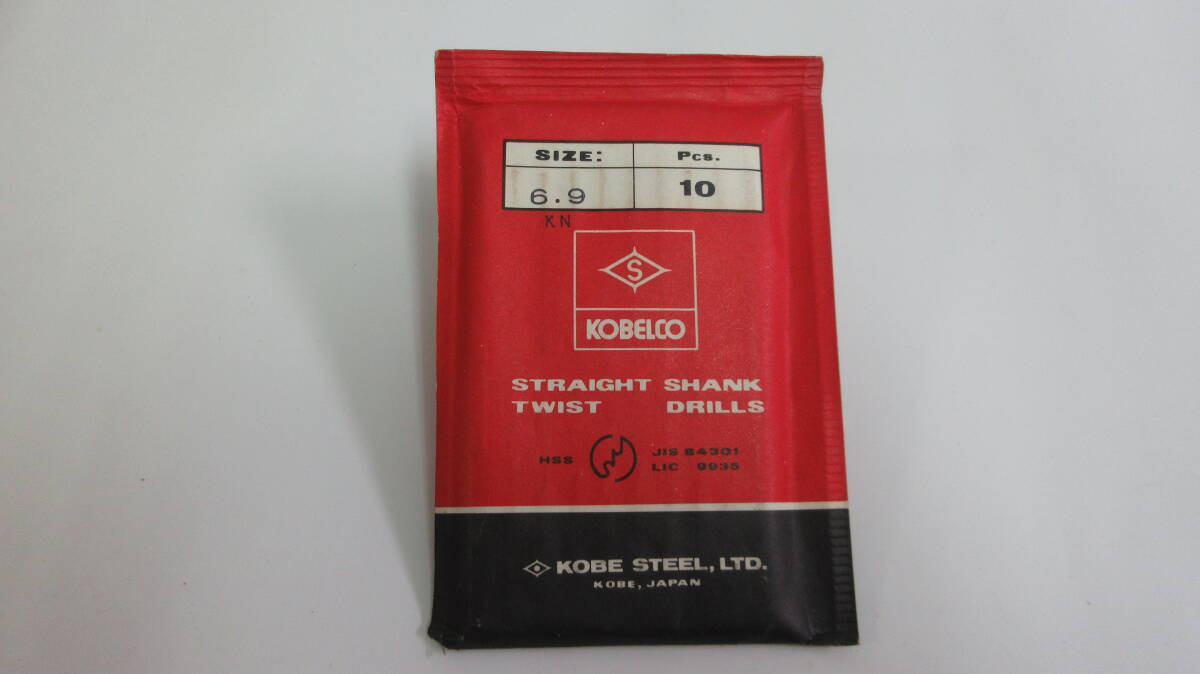 SIZE: Pcs.
6.9 10
KN
S
KOBELCO
STRAIGHT SHANK
TWIST DRILLS
HSS JIS B4301
LIC 9935
KOBE STEEL, LTD.
KOBE, JAPAN